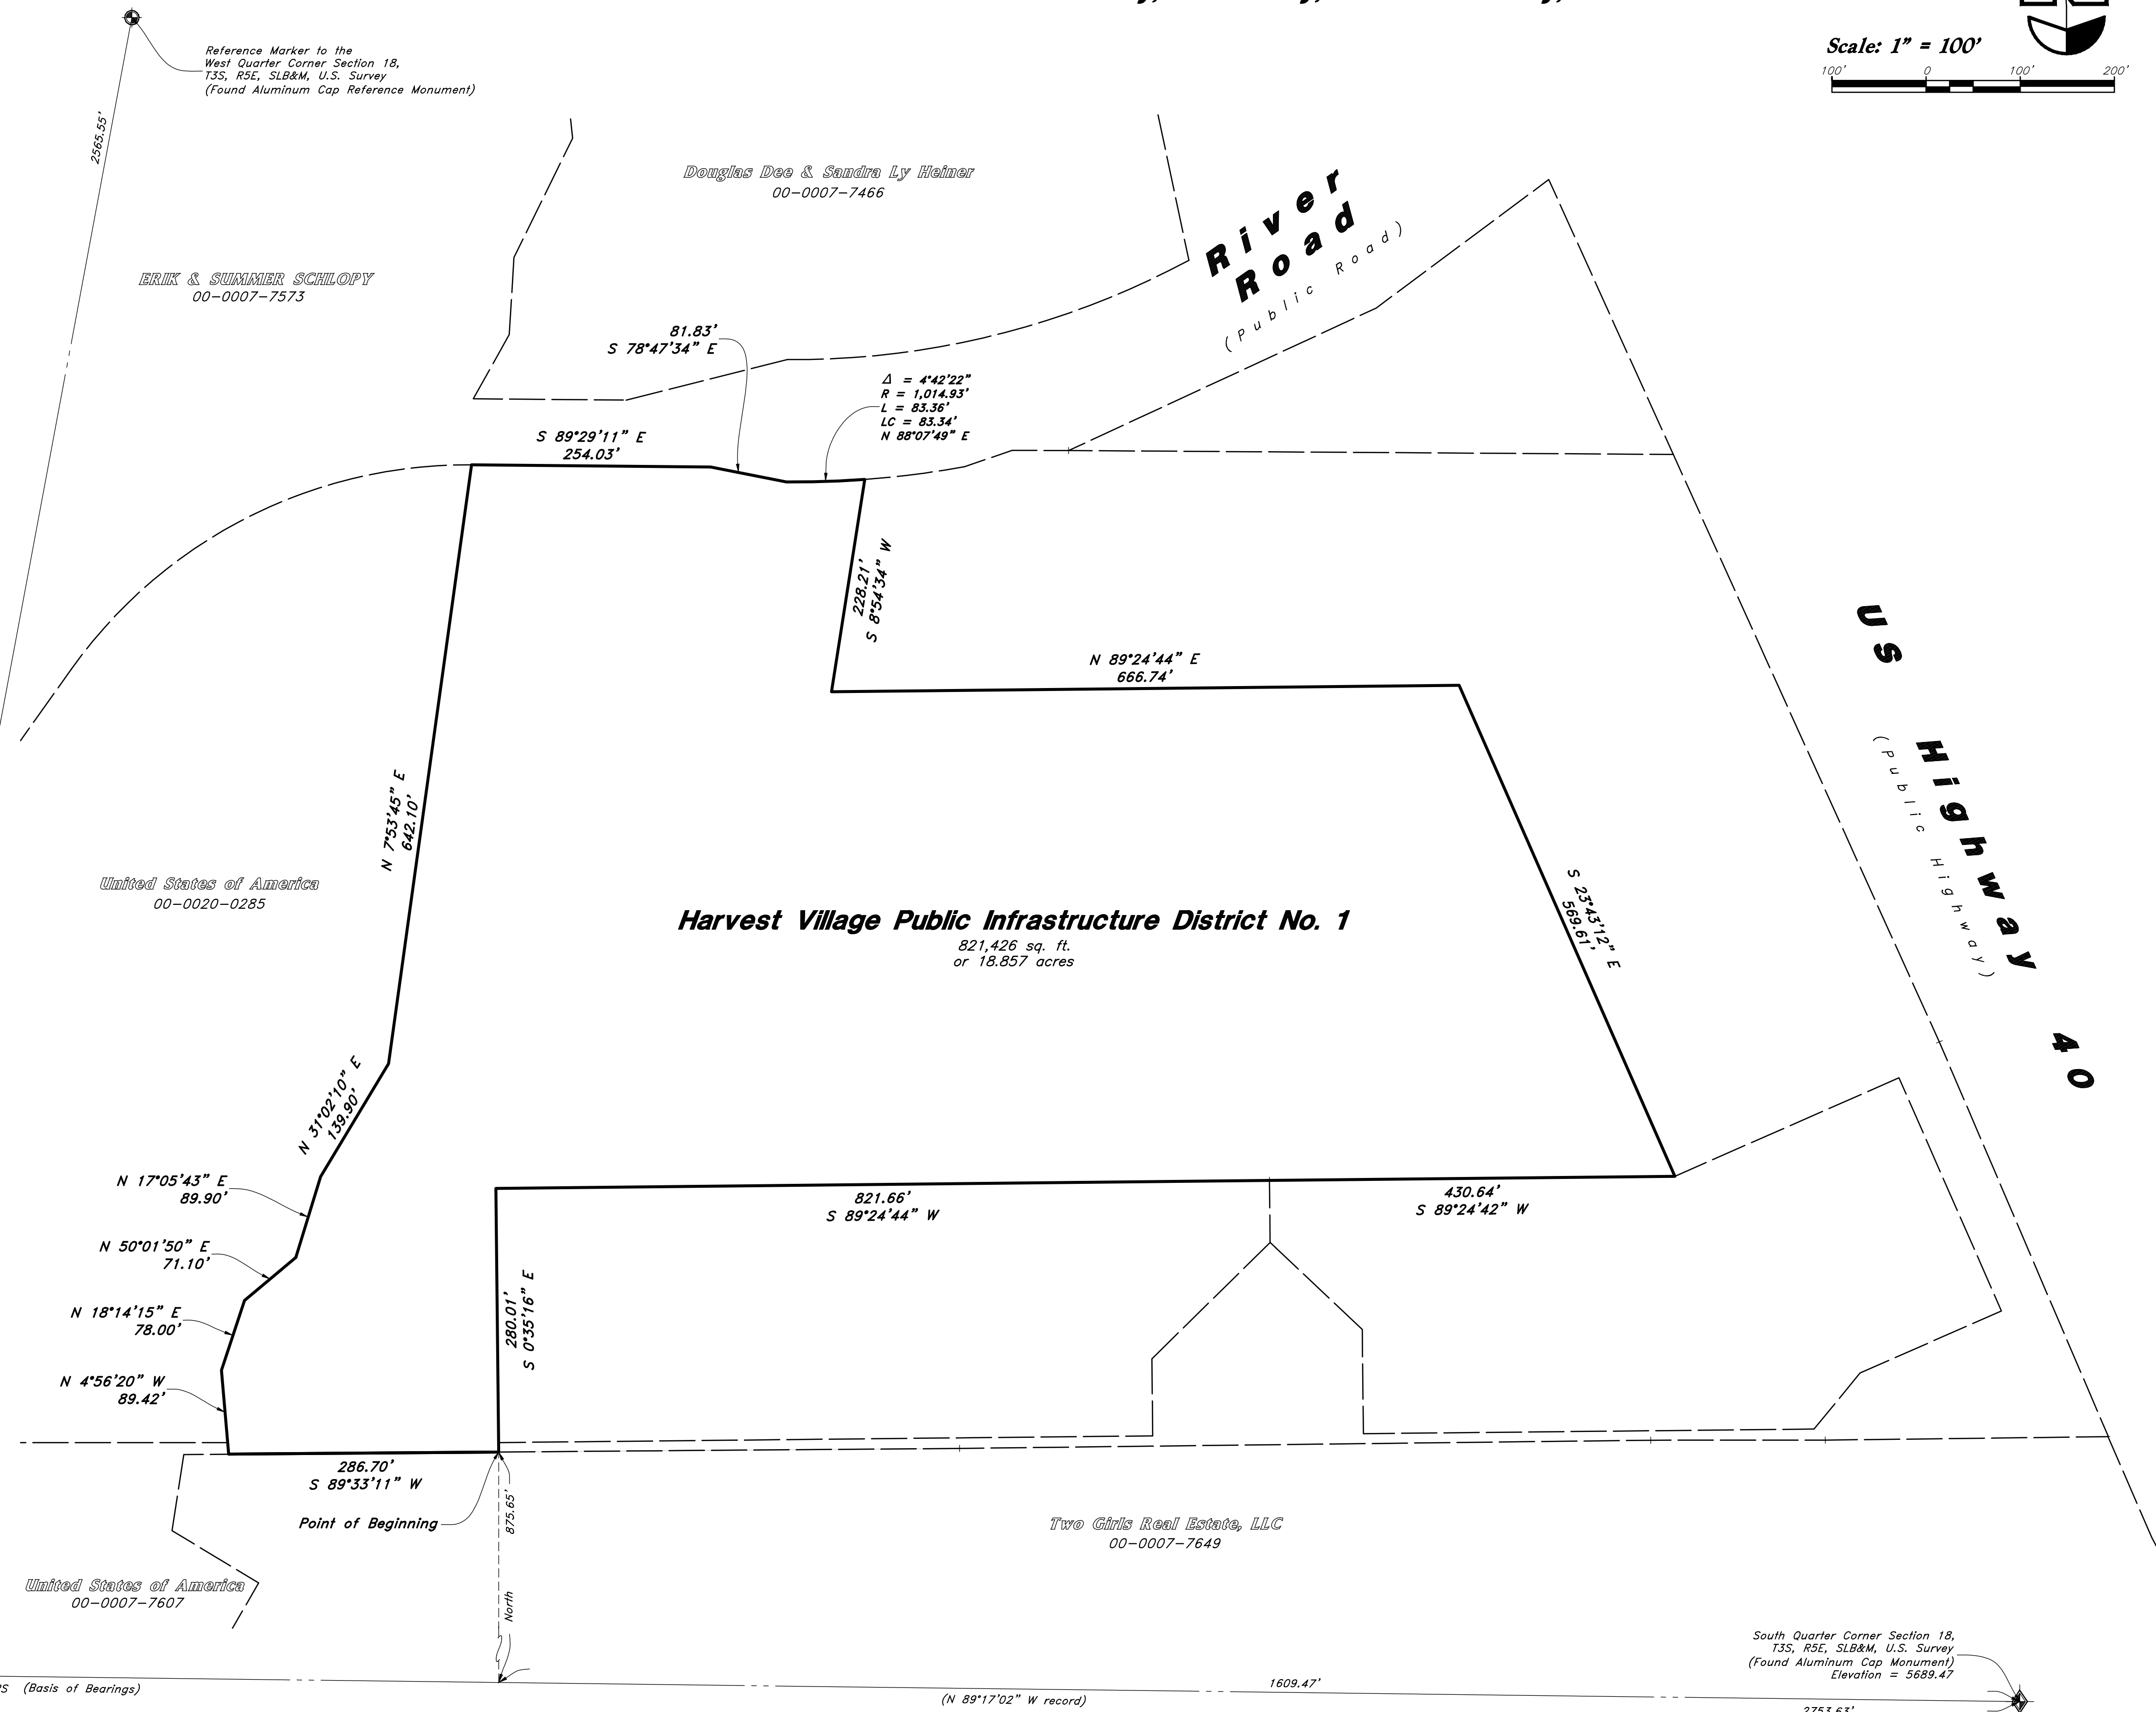 Scale: 1" = 100'
100' 0 100' 200'
Reference Marker to the
West Quarter Corner Section 18,
T3S, R5E, SLB&M, U.S. Survey
(Found Aluminum Cap Reference Monument)
2565.55'
Douglas Dee & Sandra Ly Heiner
00-0007-7466
River
Road
(Public Road)
ERIK & SUMMER SCHLOPY
00-0007-7573
81.83'
S 78°47'34" E
Δ = 4°42'22"
R = 1,014.93'
L = 83.36'
LC = 83.34'
N 88°07'49" E
S 89°29'11" E
254.03'
228.21'
S 8°54'34" W
N 89°24'44" E
666.74'
US Highway 40
(Public Highway)
N 7°53'45" E
642.10'
United States of America
00-0020-0285
Harvest Village Public Infrastructure District No. 1
821,426 sq. ft.
or 18.857 acres
S 23°43'12" E
569.61'
N 31°02'10" E
139.90'
N 17°05'43" E
89.90'
821.66'
S 89°24'44" W
430.64'
S 89°24'42" W
N 50°01'50" E
71.10'
280.01'
S 0°35'16" E
N 18°14'15" E
78.00'
N 4°56'20" W
89.42'
286.70'
S 89°33'11" W
Point of Beginning
875.65'
North
Two Girls Real Estate, LLC
00-0007-7649
United States of America
00-0007-7607
South Quarter Corner Section 18,
T3S, R5E, SLB&M, U.S. Survey
(Found Aluminum Cap Monument)
Elevation = 5689.47
(Basis of Bearings)
1609.47'
(N 89°17'02" W record)
2753.63'